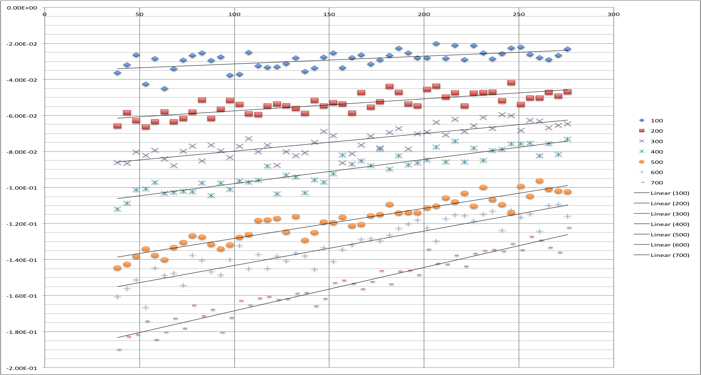 0.00E+00
0 50 100 150 200 250 300
-2.00E-02
-4.00E-02
-6.00E-02
-8.00E-02
-1.00E-01
-1.20E-01
-1.40E-01
-1.60E-01
-1.80E-01
-2.00E-01
100
200
300
400
500
600
700
Linear (100)
Linear (200)
Linear (300)
Linear (400)
Linear (500)
Linear (600)
Linear (700)